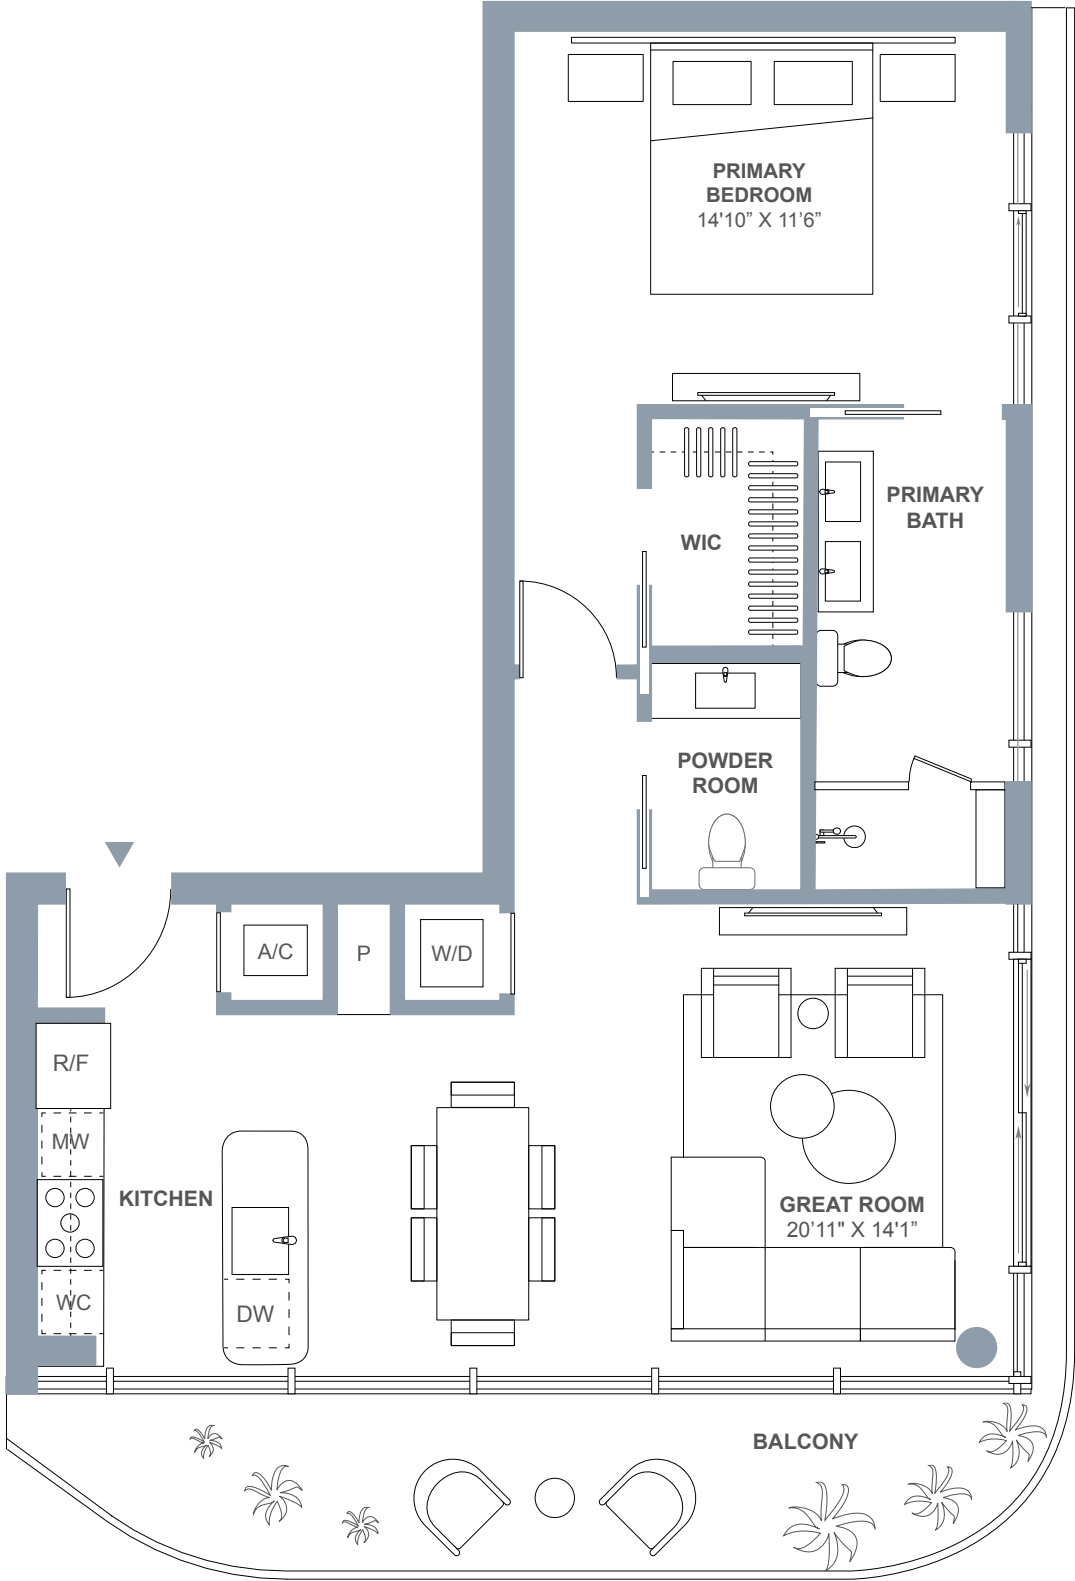 PRIMARY
BEDROOM
14'10” X 11’6”
PRIMARY
BATH
WIC
POWDER
ROOM
A/C
P
W/D
R/F
MW
KITCHEN
GREAT ROOM
20’11" X 14'1”
WC
DW
BALCONY